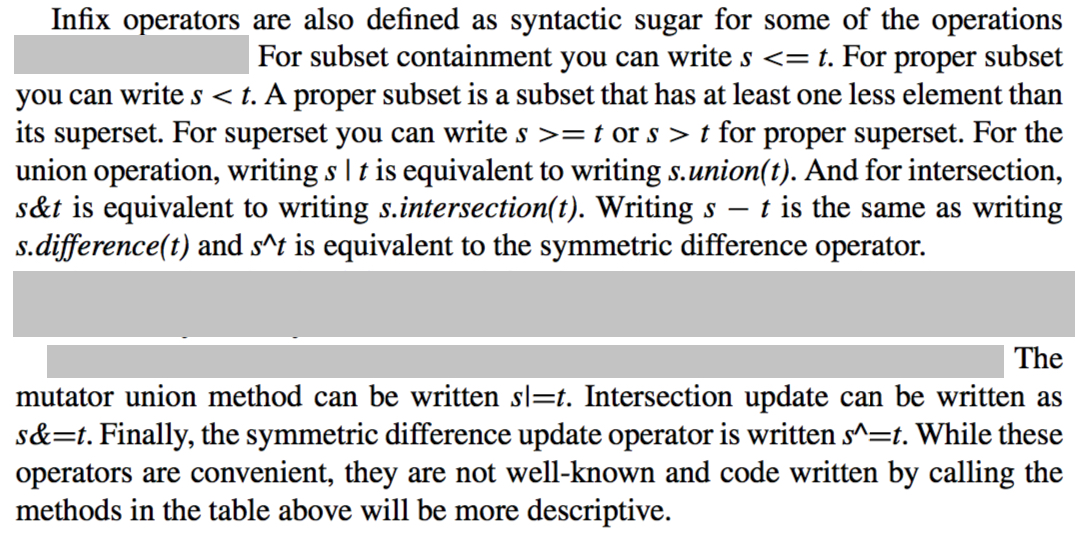 Infix operators are also defined as syntactic sugar for some of the operations
For subset containment you can write s <= t. For proper subset
you can write s < t. A proper subset is a subset that has at least one less element than
its superset. For superset you can write s >= t or s > t for proper superset. For the
union operation, writing s | t is equivalent to writing s.union(t). And for intersection,
s&t is equivalent to writing s.intersection(t). Writing s − t is the same as writing
s.difference(t) and s^t is equivalent to the symmetric difference operator.
The
mutator union method can be written s|=t. Intersection update can be written as
s&=t. Finally, the symmetric difference update operator is written s^=t. While these
operators are convenient, they are not well-known and code written by calling the
methods in the table above will be more descriptive.